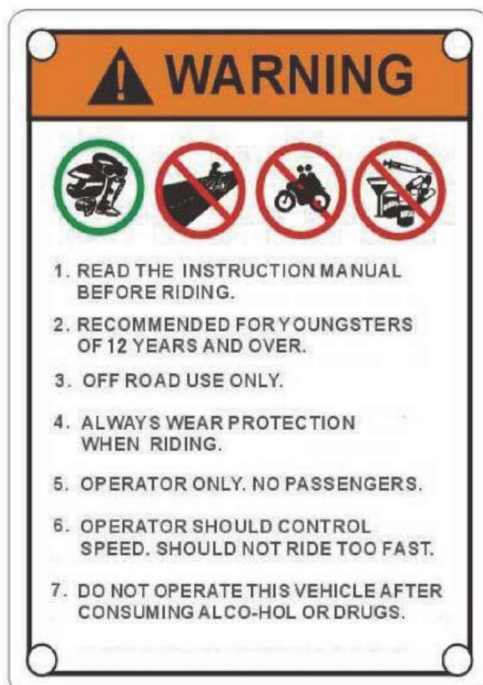 WARNING
1. READ THE INSTRUCTION MANUAL
BEFORE RIDING.
2. RECOMMENDED FOR YOUNGSTERS
OF 12 YEARS AND OVER.
3. OFF ROAD USE ONLY.
4. ALWAYS WEAR PROTECTION
WHEN RIDING.
5. OPERATOR ONLY. NO PASSENGERS.
6. OPERATOR SHOULD CONTROL
SPEED. SHOULD NOT RIDE TOO FAST.
7. DO NOT OPERATE THIS VEHICLE AFTER
CONSUMING ALCO-HOL OR DRUGS.